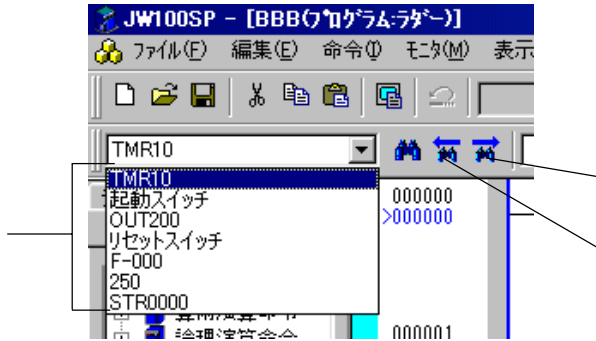 JW100SP - [BBB(ﾌﾟﾛｸﾞﾗﾑ:ﾗﾀﾞｰ)]
ﾌｧｲﾙ(F) 編集(E) 命令(I) ﾓﾆﾀ(M) 表示
TMR10
TMR10
起動スイッチ
OUT200
リセットスイッチ
F-000
250
STR0000
000000
>000000
論理演算命令
000001